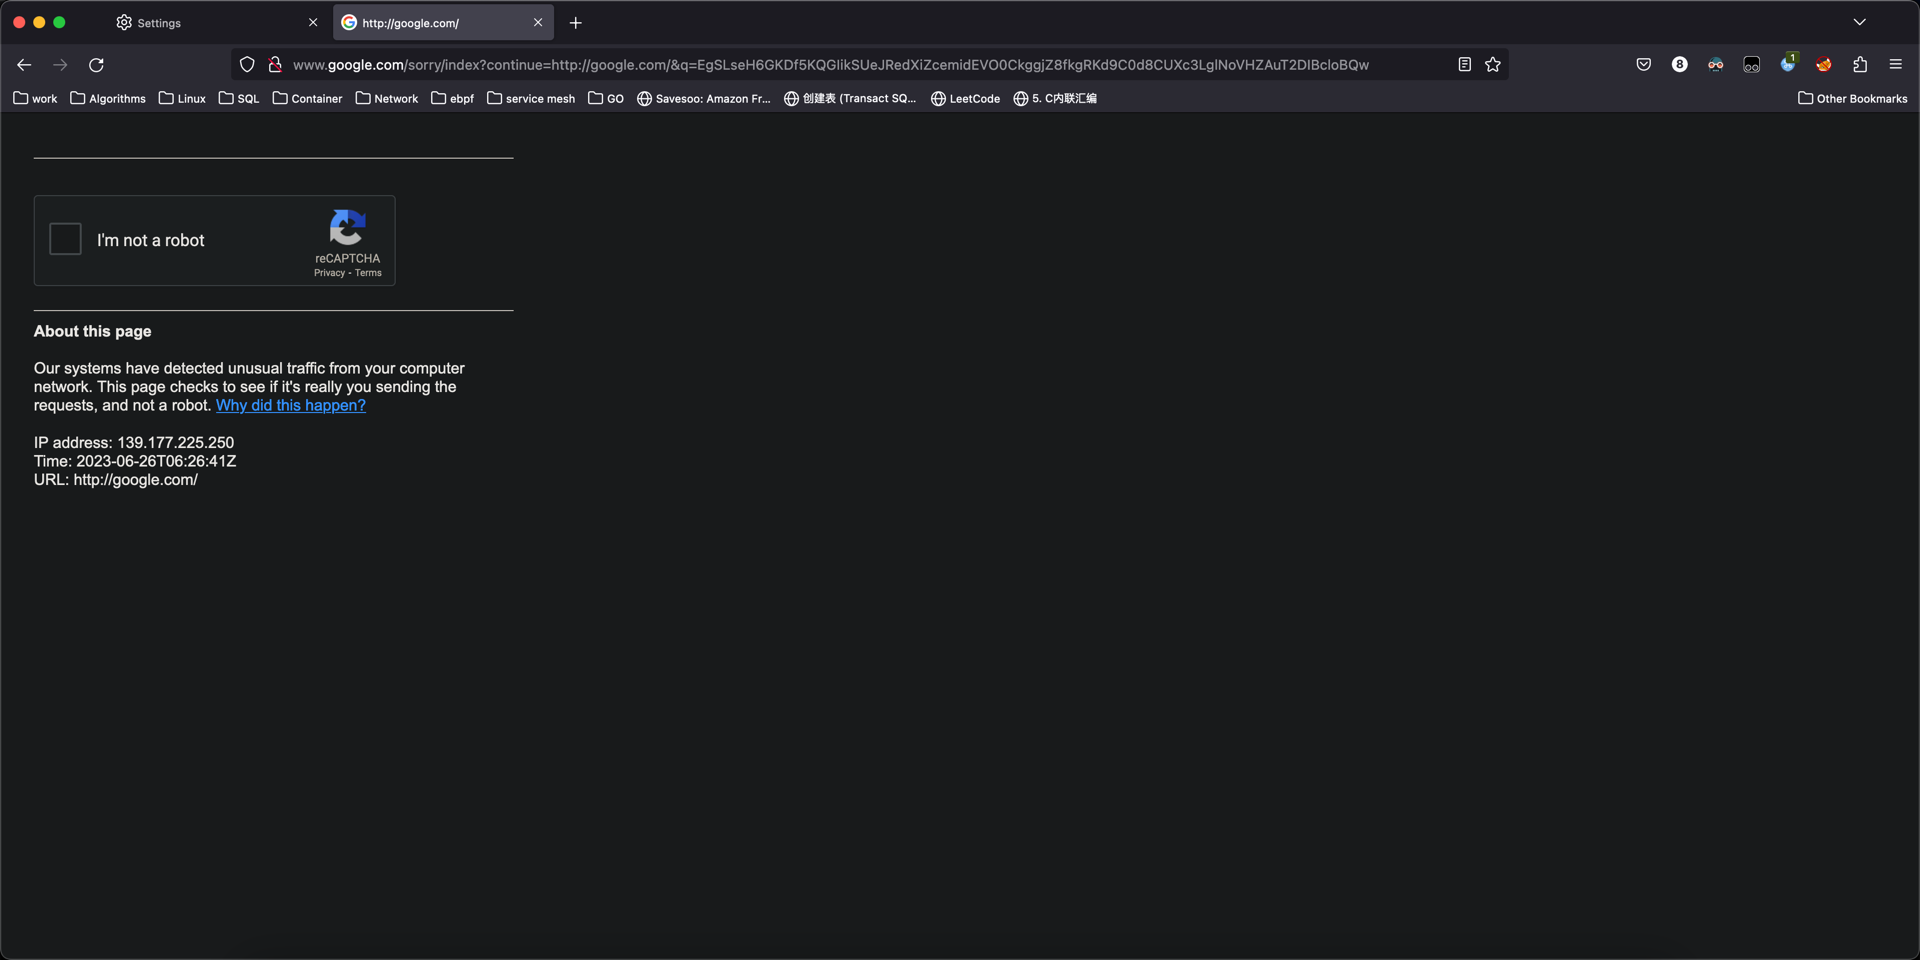 Settings
http://google.com/
www.google.com/sorry/index?continue=http://google.com/&q=EgSLseH6GKDf5KQGIikSUeJRedXiZcemidEVO0CkggjZ8fkgRKd9C0d8CUXc3LglNoVHZAuT2DIBcloBQw
8
1
work
Algorithms
Linux
SQL
Container
Network
ebpf
service mesh
GO
Savesoo: Amazon Fr...
创建表 (Transact SQ...
LeetCode
5. C内联汇编
Other Bookmarks
I'm not a robot
reCAPTCHA
Privacy - Terms
About this page
Our systems have detected unusual traffic from your computer
network. This page checks to see if it's really you sending the
requests, and not a robot. Why did this happen?
IP address: 139.177.225.250
Time: 2023-06-26T06:26:41Z
URL: http://google.com/